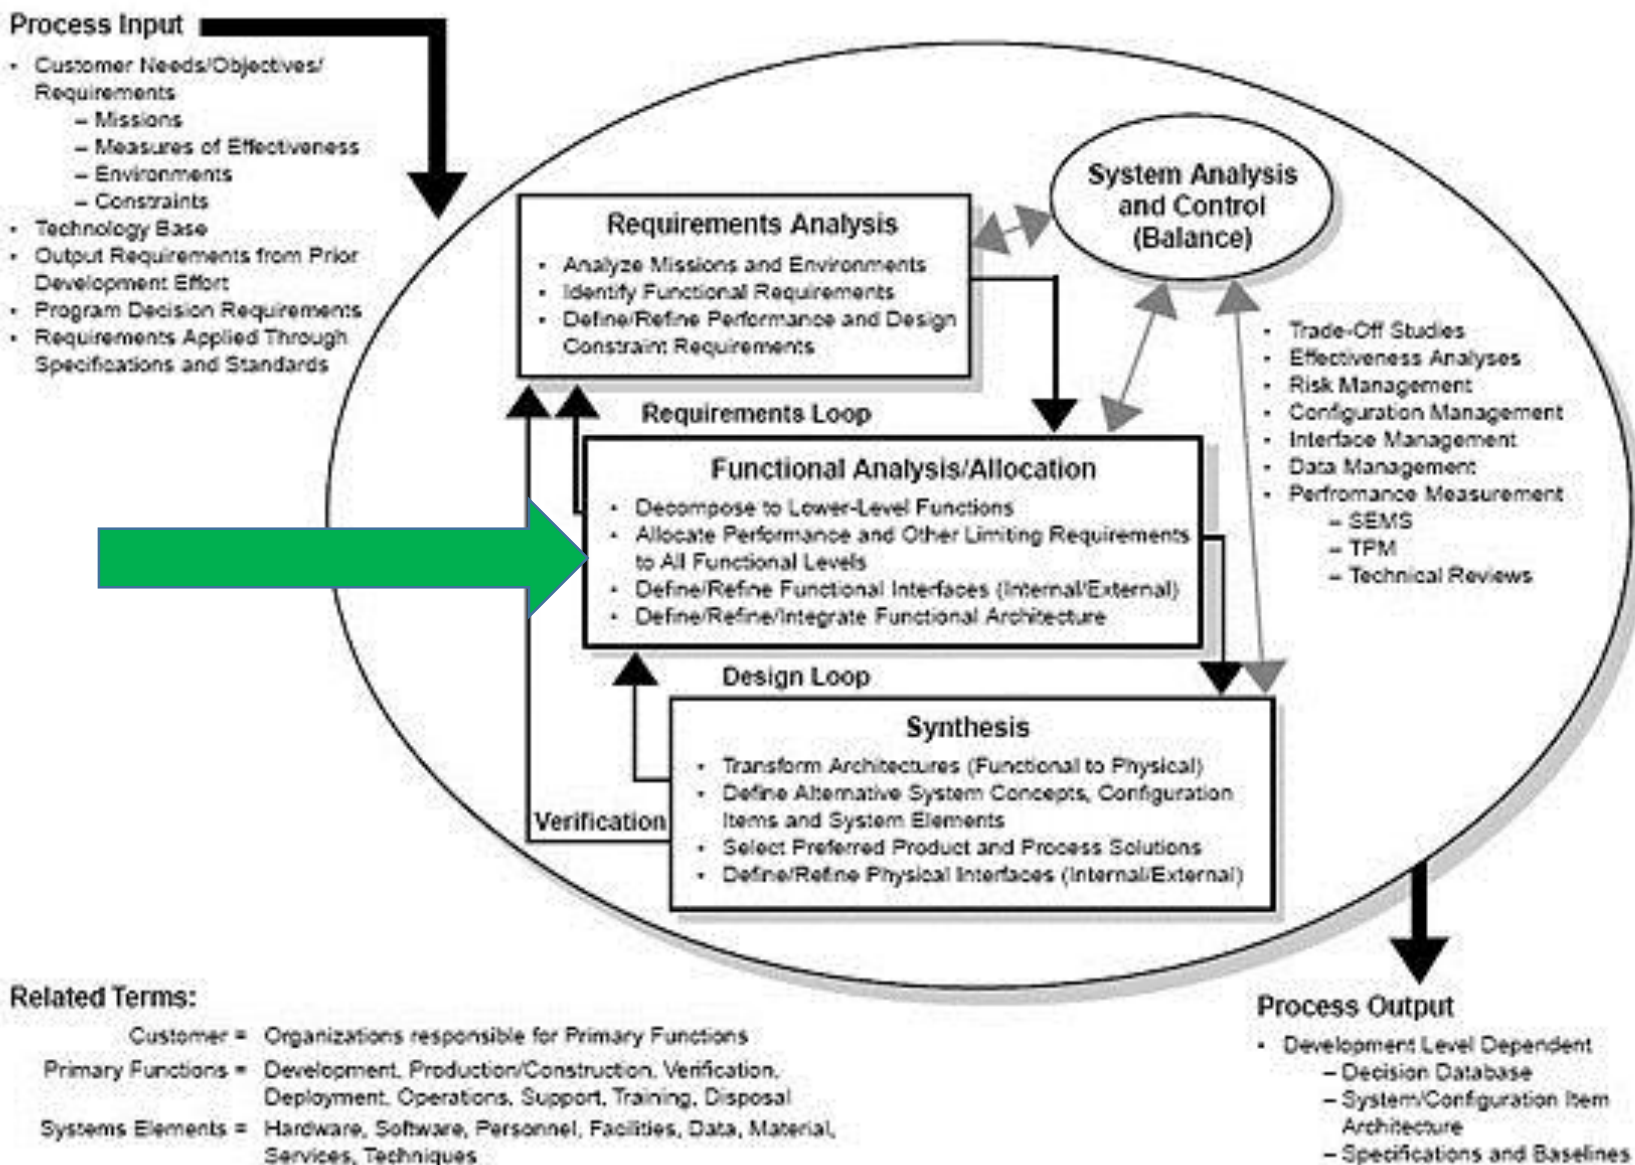 Process Input
• Customer Needs/Objectives/
Requirements
– Missions
– Measures of Effectiveness
– Environments
– Constraints
• Technology Base
• Output Requirements from Prior
Development Effort
• Program Decision Requirements
• Requirements Applied Through
Specifications and Standards
Requirements Analysis
• Analyze Missions and Environments
• Identify Functional Requirements
• Define/Refine Performance and Design
Constraint Requirements
System Analysis
and Control
(Balance)
• Trade-Off Studies
• Effectiveness Analyses
• Risk Management
• Configuration Management
• Interface Management
• Data Management
• Perfromance Measurement
– SEMS
– TPM
– Technical Reviews
Requirements Loop
Functional Analysis/Allocation
• Decompose to Lower-Level Functions
• Allocate Performance and Other Limiting Requirements
to All Functional Levels
• Define/Refine Functional Interfaces (Internal/External)
• Define/Refine/Integrate Functional Architecture
Design Loop
Synthesis
• Transform Architectures (Functional to Physical)
• Define Alternative System Concepts, Configuration
Items and System Elements
• Select Preferred Product and Process Solutions
• Define/Refine Physical Interfaces (Internal/External)
Verification
Related Terms:
Customer = Organizations responsible for Primary Functions
Primary Functions = Development, Production/Construction, Verification,
Deployment, Operations, Support, Training, Disposal
Systems Elements = Hardware, Software, Personnel, Facilities, Data, Material,
Services, Techniques
Process Output
• Development Level Dependent
– Decision Database
– System/Configuration Item
Architecture
– Specifications and Baselines